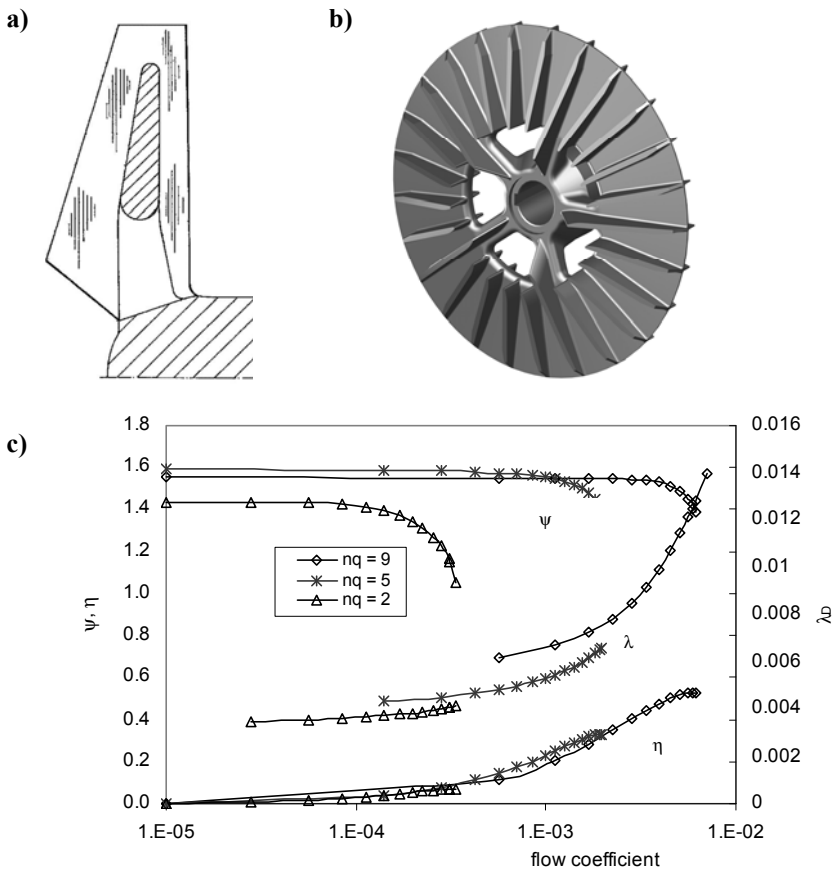 a)
b)
c)
1.8
1.6
1.4
1.2
1.0
0.8
0.6
0.4
0.2
0.0
ψ, η
nq = 9
nq = 5
nq = 2
ψ
λ
η
0.016
0.014
0.012
0.01
0.008
0.006
0.004
0.002
0
λD
1.E-05
1.E-04
1.E-03
1.E-02
flow coefficient